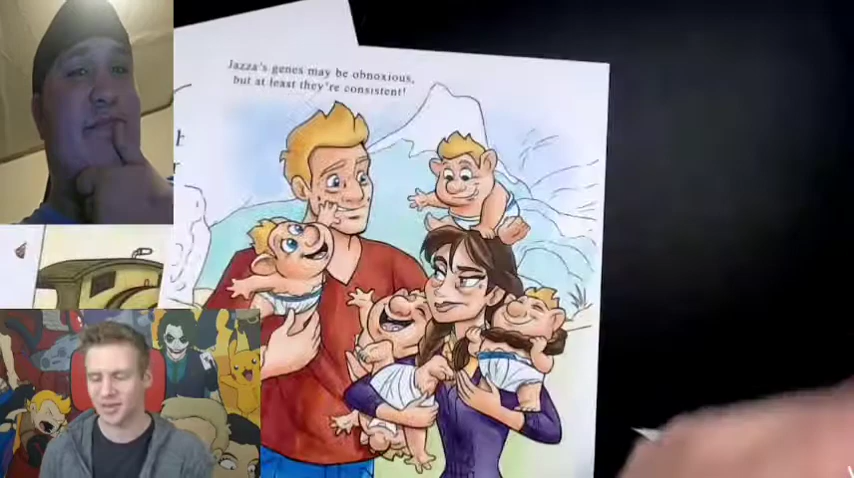 Jazza's genes may be obnoxious,
but at least they're consistent!